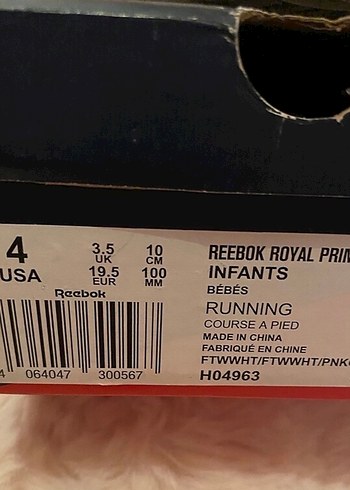 4
USA
3.5
UK
19.5
EUR
10
CM
100
MM
Reebok
4 064047 300567
REEBOK ROYAL PRIM
INFANTS
BÉBÉS
RUNNING
COURSE A PIED
MADE IN CHINA
FABRIQUÉ EN CHINE
FTWWHT/FTWWHT/PNK
H04963